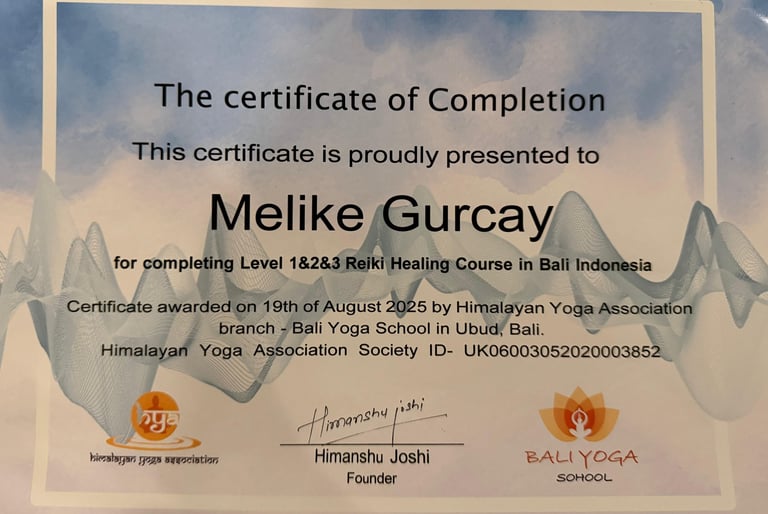 The certificate of Completion
This certificate is proudly presented to
Melike Gurcay
for completing Level 1&2&3 Reiki Healing Course in Bali Indonesia
Certificate awarded on 19th of August 2025 by Himalayan Yoga Association
branch - Bali Yoga School in Ubud, Bali.
Himalayan Yoga Association Society ID- UK06003052020003852
hya
himalayan yoga association
Himanshu joshi
Himanshu Joshi
Founder
BALI YOGA
SOHOOL